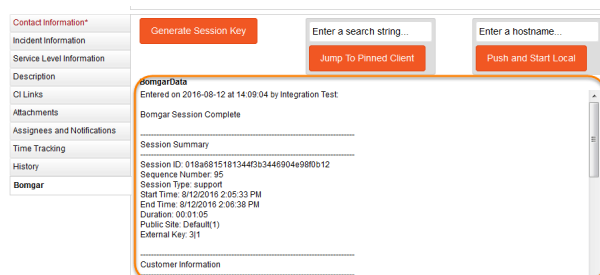 Contact Information*
Incident Information
Service Level Information
Description
CI Links
Attachments
Assignees and Notifications
Time Tracking
History
Bomgar
Generate Session Key
Enter a search string...
Jump To Pinned Client
Enter a hostname...
Push and Start Local
BomgarData
Entered on 2016-08-12 at 14:09:04 by Integration Test:
Bomgar Session Complete
Session Summary
Session ID: 018a6815181344f3b3446904e98f0b12
Sequence Number: 95
Session Type: support
Start Time: 8/12/2016 2:05:33 PM
End Time: 8/12/2016 2:06:38 PM
Duration: 00:01:05
Public Site: Default(1)
External Key: 3|1
Customer Information